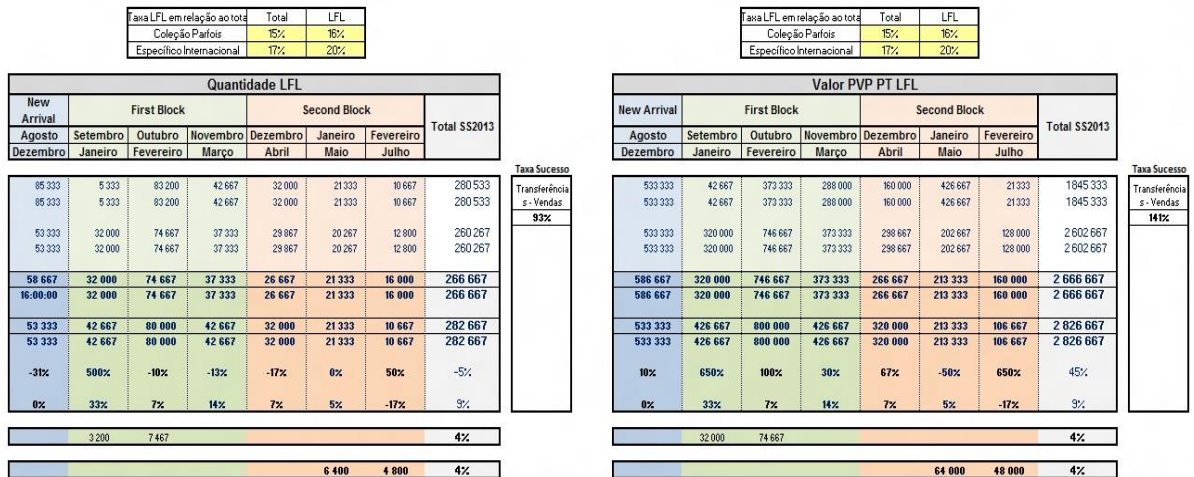 Taxa LFL em relação ao tota Total LFL
Coleção Parfois 15% 16%
Específico Internacional 17% 20%
Quantidade LFL
New Arrival First Block Second Block Total SS2013
Agosto Setembro Outubro Novembro Dezembro Janeiro Fevereiro
Dezembro Janeiro Fevereiro Março Abril Maio Julho
85 333 5 333 83 200 42 667 32 000 21 333 10 667 280 533
85 333 5 333 83 200 42 667 32 000 21 333 10 667 280 533
53 333 32 000 74 667 37 333 29 867 20 267 12 800 260 267
53 333 32 000 74 667 37 333 29 867 20 267 12 800 260 267
58 667 32 000 74 667 37 333 26 667 21 333 16 000 266 667
16:00:00 32 000 74 667 37 333 26 667 21 333 16 000 266 667
53 333 42 667 80 000 42 667 32 000 21 333 10 667 282 667
53 333 42 667 80 000 42 667 32 000 21 333 10 667 282 667
-31% 500% -10% -13% -17% 0% 50% -5%
0% 33% 7% 14% 7% 5% -17% 9%
3 200 7 467 4%
6 400 4 800 4%
Taxa Sucesso
Transferência
s - Vendas
93%
Taxa LFL em relação ao tota Total LFL
Coleção Parfois 15% 16%
Específico Internacional 17% 20%
Valor PVP PT LFL
New Arrival First Block Second Block Total SS2013
Agosto Setembro Outubro Novembro Dezembro Janeiro Fevereiro
Dezembro Janeiro Fevereiro Março Abril Maio Julho
533 333 42 667 373 333 288 000 160 000 426 667 21 333 1 845 333
533 333 42 667 373 333 288 000 160 000 426 667 21 333 1 845 333
533 333 320 000 746 667 373 333 298 667 202 667 128 000 2 602 667
533 333 320 000 746 667 373 333 298 667 202 667 128 000 2 602 667
586 667 320 000 746 667 373 333 266 667 213 333 160 000 2 666 667
586 667 320 000 746 667 373 333 266 667 213 333 160 000 2 666 667
533 333 426 667 800 000 426 667 320 000 213 333 106 667 2 826 667
533 333 426 667 800 000 426 667 320 000 213 333 106 667 2 826 667
10% 650% 100% 30% 67% -50% 650% 45%
0% 33% 7% 14% 7% 5% -17% 9%
32 000 74 667 4%
64 000 48 000 4%
Taxa Sucesso
Transferência
s - Vendas
141%